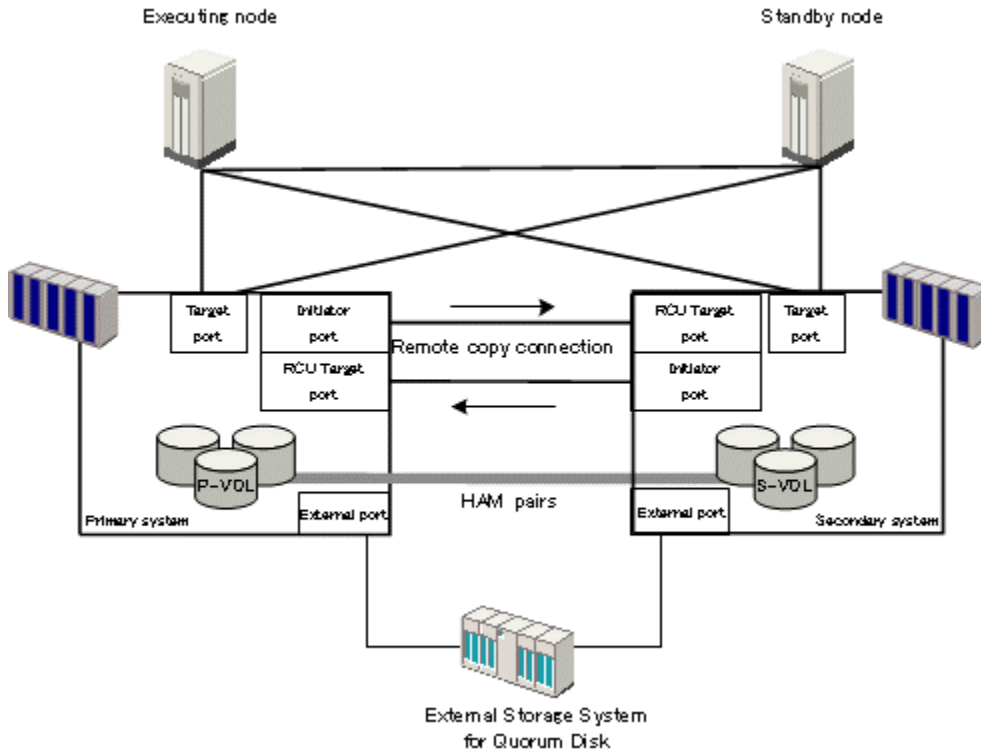 Executing node
Standby node
Target
port
Initiator
port
RCU Target
port
Target
port
Remote copy connection
RCU Target
port
Initiator
port
P-VOL
S-VOL
HAM pairs
Primary system
External port
External port
Secondary system
External Storage System
for Quorum Disk